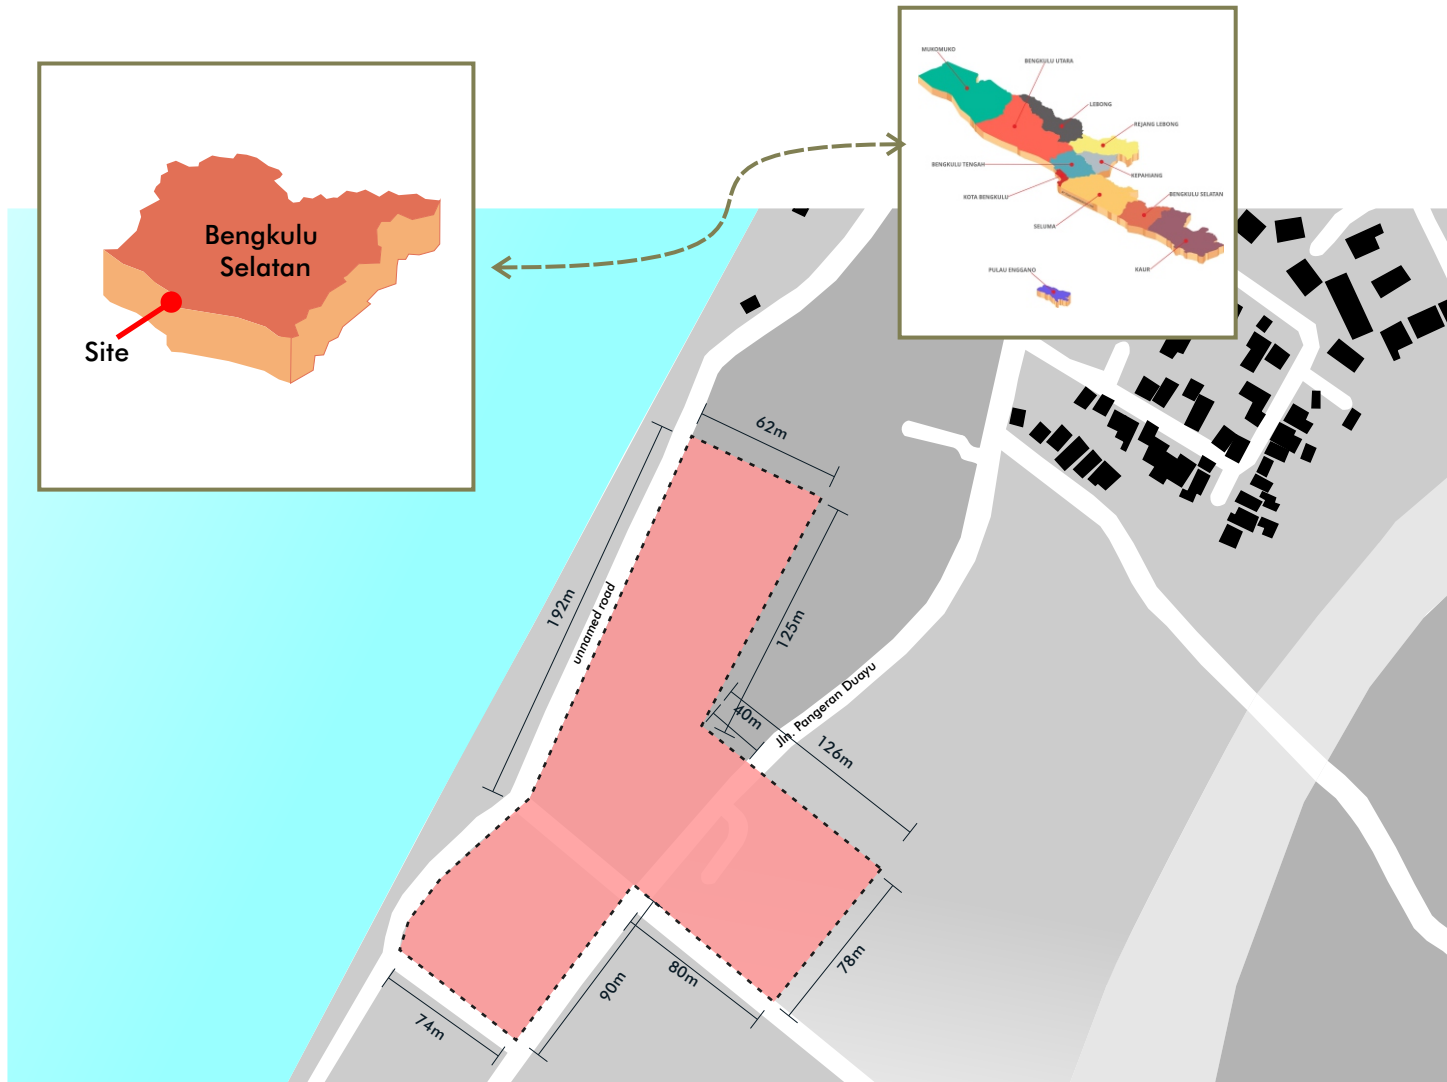 Bengkulu
Selatan
Site
MUKOMUKO
BENGKULU UTARA
LEBONG
REJANG LEBONG
BENGKULU TENGAH
KEPAHIANG
KOTA BENGKULU
BENGKULU SELATAN
SELUMA
KAUR
PULAU ENGGANO
62m
192m
unnamed road
125m
40m
Jln. Pangeran Duayu
126m
78m
80m
90m
74m